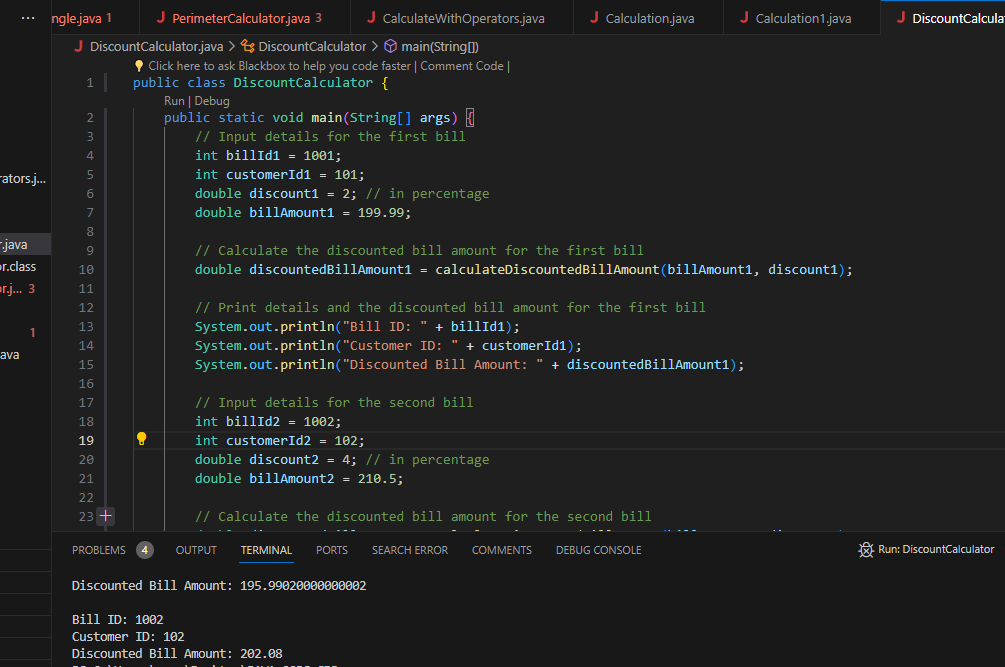 ... ngle.java 1 J PerimeterCalculator.java 3 J CalculateWithOperators.java J Calculation.java J Calculation1.java J DiscountCalcula
J DiscountCalculator.java > DiscountCalculator > main(String[])
Click here to ask Blackbox to help you code faster | Comment Code |
1 public class DiscountCalculator {
Run | Debug
2 public static void main(String[] args) {
3 // Input details for the first bill
4 int billId1 = 1001;
5 int customerId1 = 101;
6 double discount1 = 2; // in percentage
7 double billAmount1 = 199.99;
8
9 // Calculate the discounted bill amount for the first bill
10 double discountedBillAmount1 = calculateDiscountedBillAmount(billAmount1, discount1);
11
12 // Print details and the discounted bill amount for the first bill
13 System.out.println("Bill ID: " + billId1);
14 System.out.println("Customer ID: " + customerId1);
15 System.out.println("Discounted Bill Amount: " + discountedBillAmount1);
16
17 // Input details for the second bill
18 int billId2 = 1002;
19 int customerId2 = 102;
20 double discount2 = 4; // in percentage
21 double billAmount2 = 210.5;
22
23 // Calculate the discounted bill amount for the second bill
rators.j...
r.java
or.class
or.j... 3
1
ava
PROBLEMS 4 OUTPUT TERMINAL PORTS SEARCH ERROR COMMENTS DEBUG CONSOLE Run: DiscountCalculator
Discounted Bill Amount: 195.99020000000002
Bill ID: 1002
Customer ID: 102
Discounted Bill Amount: 202.08